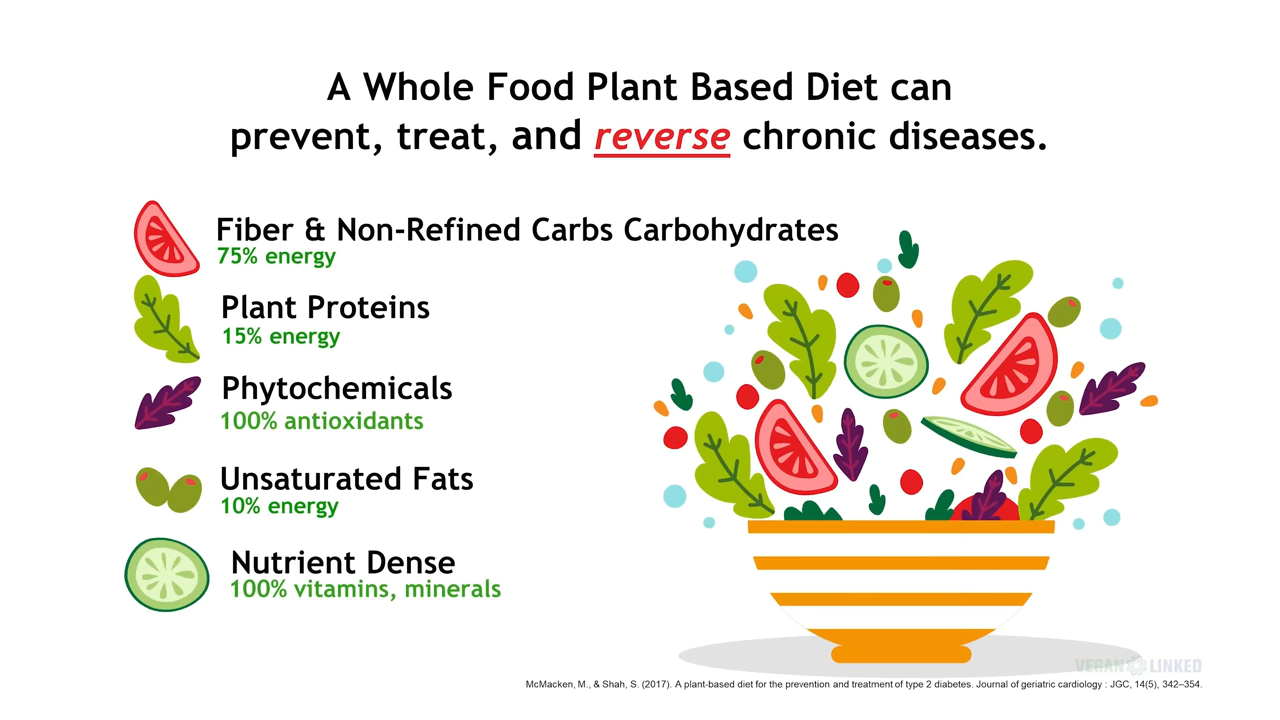 A Whole Food Plant Based Diet can
prevent, treat, and reverse chronic diseases.
Fiber & Non-Refined Carbs Carbohydrates
75% energy
Plant Proteins
15% energy
Phytochemicals
100% antioxidants
Unsaturated Fats
10% energy
Nutrient Dense
100% vitamins, minerals
VEGAN LINKED
McMacken, M., & Shah, S. (2017). A plant-based diet for the prevention and treatment of type 2 diabetes. Journal of geriatric cardiology : JGC, 14(5), 342–354.